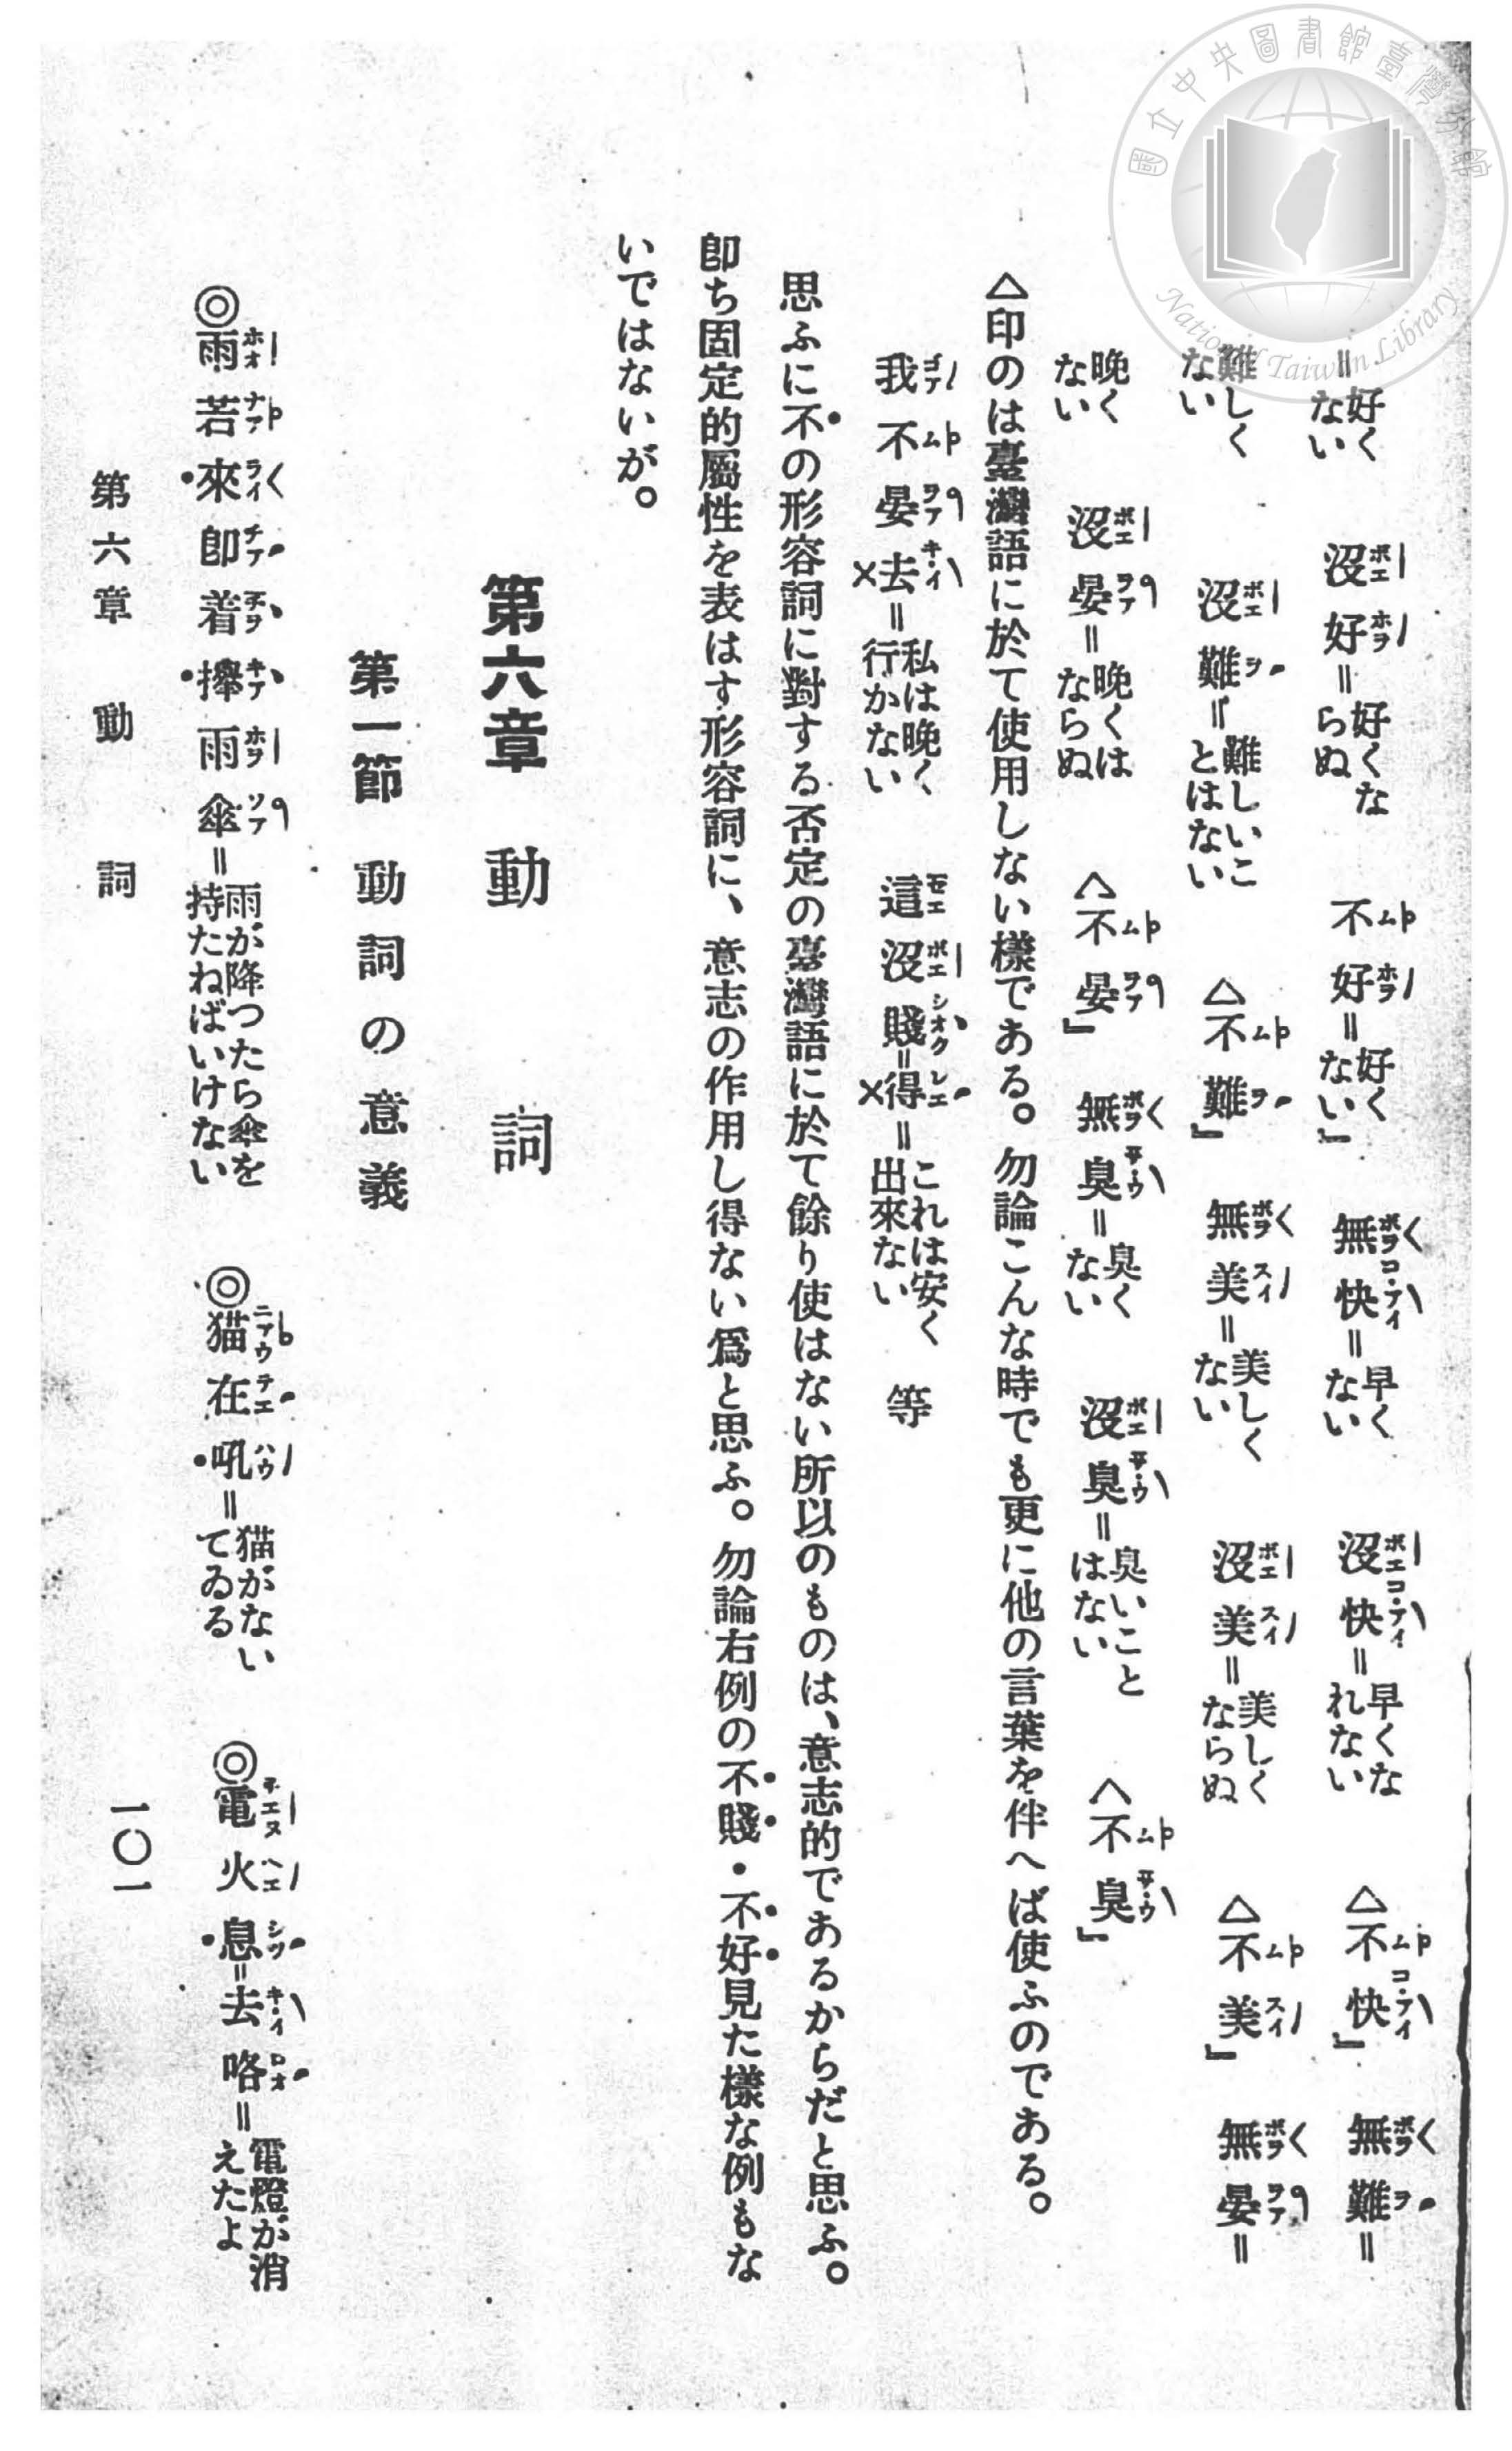 國立中央圖書館臺灣分館
National Taiwan Library
＝好くない　沒好＝好くならぬ　不好＝好くない」　無快＝早くない　沒快＝早くなれない　△不快」　無難＝
難しくない　沒難＝難しいことはない　△不難」　無美＝美しくない　沒美＝美しくならぬ　△不美」　無晏＝
晩くない　沒晏＝晩くはならぬ　へ不晏」　無臭＝臭くない　沒臭＝臭いことはない　へ不臭」
△印のは臺灣語に於て使用しない樣である。勿論こんな時でも更に他の言葉を伴へば使ふのである。
我不晏去＝私は晩く行かない　這沒賤＝得＝これは安く出來ない　等
思ふに不の形容詞に對する否定の臺灣語に於て餘り使はない所以のものは、意志的であるからだと思ふ。
卽ち固定的屬性を表はす形容詞に、意志の作用し得ない爲と思ふ。勿論右例の不賤・不好見た樣な例もな
いではないが。
第六章　動　詞
第一節　動詞の意義
◎雨若來卽着攑雨傘＝雨が降つたら傘を持たねばいけない　◎猫在吼＝猫がないてゐる　◎電火息＝去咯＝電燈が消えたよ
第六章　動　詞
一〇一